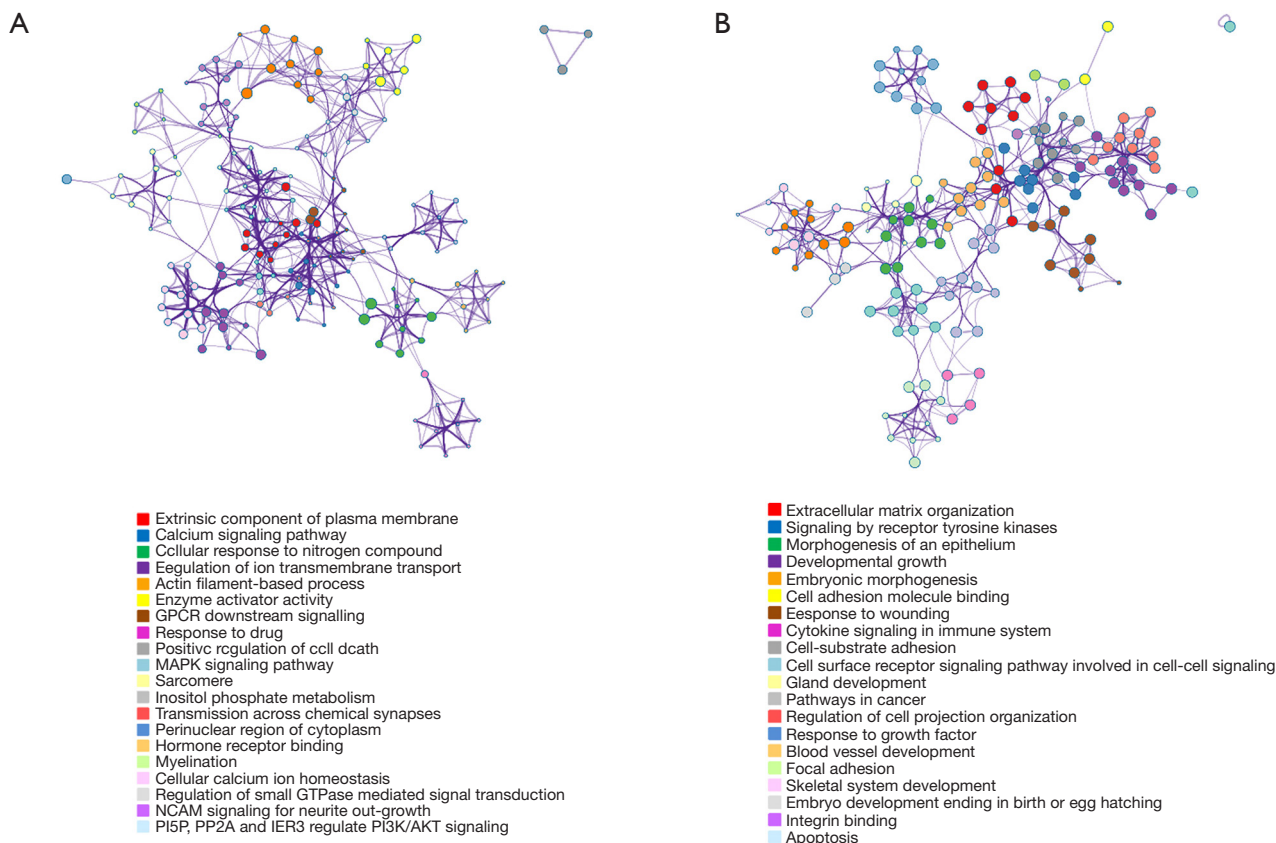 A
B
Extrinsic component of plasma membrane
Calcium signaling pathway
Ccllular response to nitrogen compound
Eegulation of ion transmembrane transport
Actin filament-based process
Enzyme activator activity
GPCR downstream signalling
Response to drug
Positivc rcgulation of ccll dcath
MAPK signaling pathway
Sarcomere
Inositol phosphate metabolism
Transmission across chemical synapses
Perinuclear region of cytoplasm
Hormone receptor binding
Myelination
Cellular calcium ion homeostasis
Regulation of small GTPase mediated signal transduction
NCAM signaling for neurite out-growth
PI5P, PP2A and IER3 regulate PI3K/AKT signaling
Extracellular matrix organization
Signaling by receptor tyrosine kinases
Morphogenesis of an epithelium
Developmental growth
Embryonic morphogenesis
Cell adhesion molecule binding
Eesponse to wounding
Cytokine signaling in immune system
Cell-substrate adhesion
Cell surface receptor signaling pathway involved in cell-cell signaling
Gland development
Pathways in cancer
Regulation of cell projection organization
Response to growth factor
Blood vessel development
Focal adhesion
Skeletal system development
Embryo development ending in birth or egg hatching
Integrin binding
Apoptosis